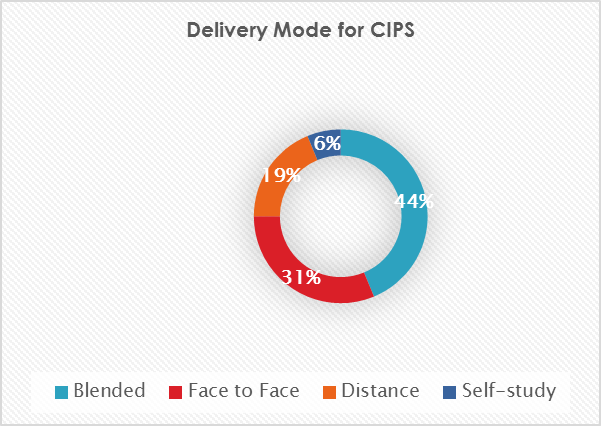 Delivery Mode for CIPS
6%
19%
44%
31%
Blended Face to Face Distance Self-study